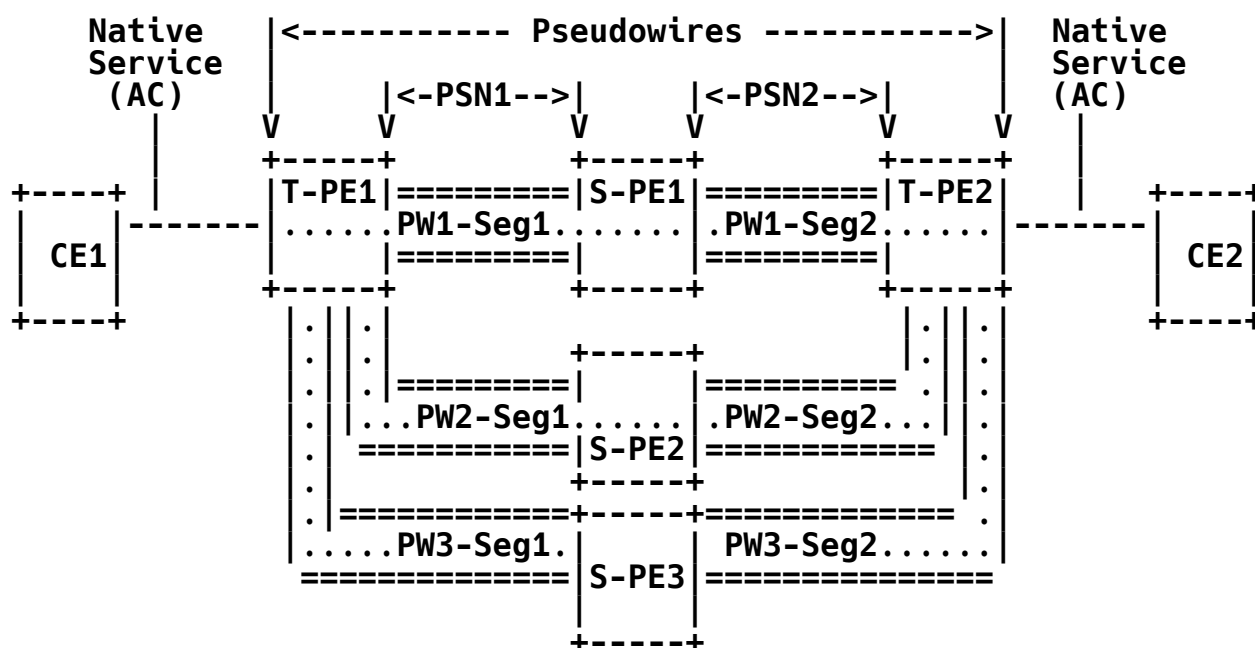 Native |<----------- Pseudowires ----------->| Native
Service Service
(AC) |<-PSN1-->| |<-PSN2-->| (AC)
V V V V V V
+-----+ +-----+ +-----+
+----+ |T-PE1|=========|S-PE1|=========|T-PE2| +----+
|-------|......PW1-Seg1.......|.PW1-Seg2......|-------|
CE1| |=========| |=========| | CE2|
+-----+ +-----+ +-----+
+----+ |.||.| |.||.| +----+
|.||.| +-----+ |.||.|
|.||.|=========| |========= .||.|
|.||...PW2-Seg1......|.PW2-Seg2...||.|
|.| ===========|S-PE2|============ |.|
|.| +-----+ |.|
|.|============+-----+============= .|
|.....PW3-Seg1.| | PW3-Seg2......|
==============|S-PE3|===============
+-----+